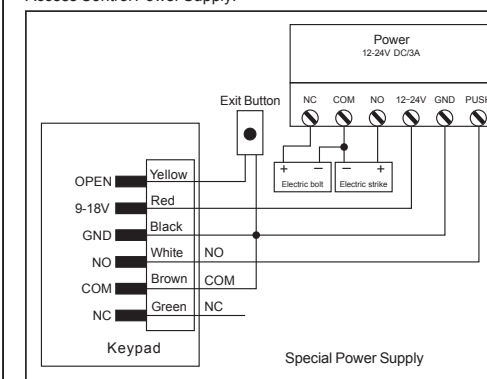 Access Control Power Supply:
Power
12-24V DC/3A
Exit Button
NC COM NO 12-24V GND PUSH
+ − − +
Electric bolt Electric strike
OPEN Yellow
9-18V Red
GND Black
NO White NO
COM Brown COM
NC Green NC
Keypad
Special Power Supply